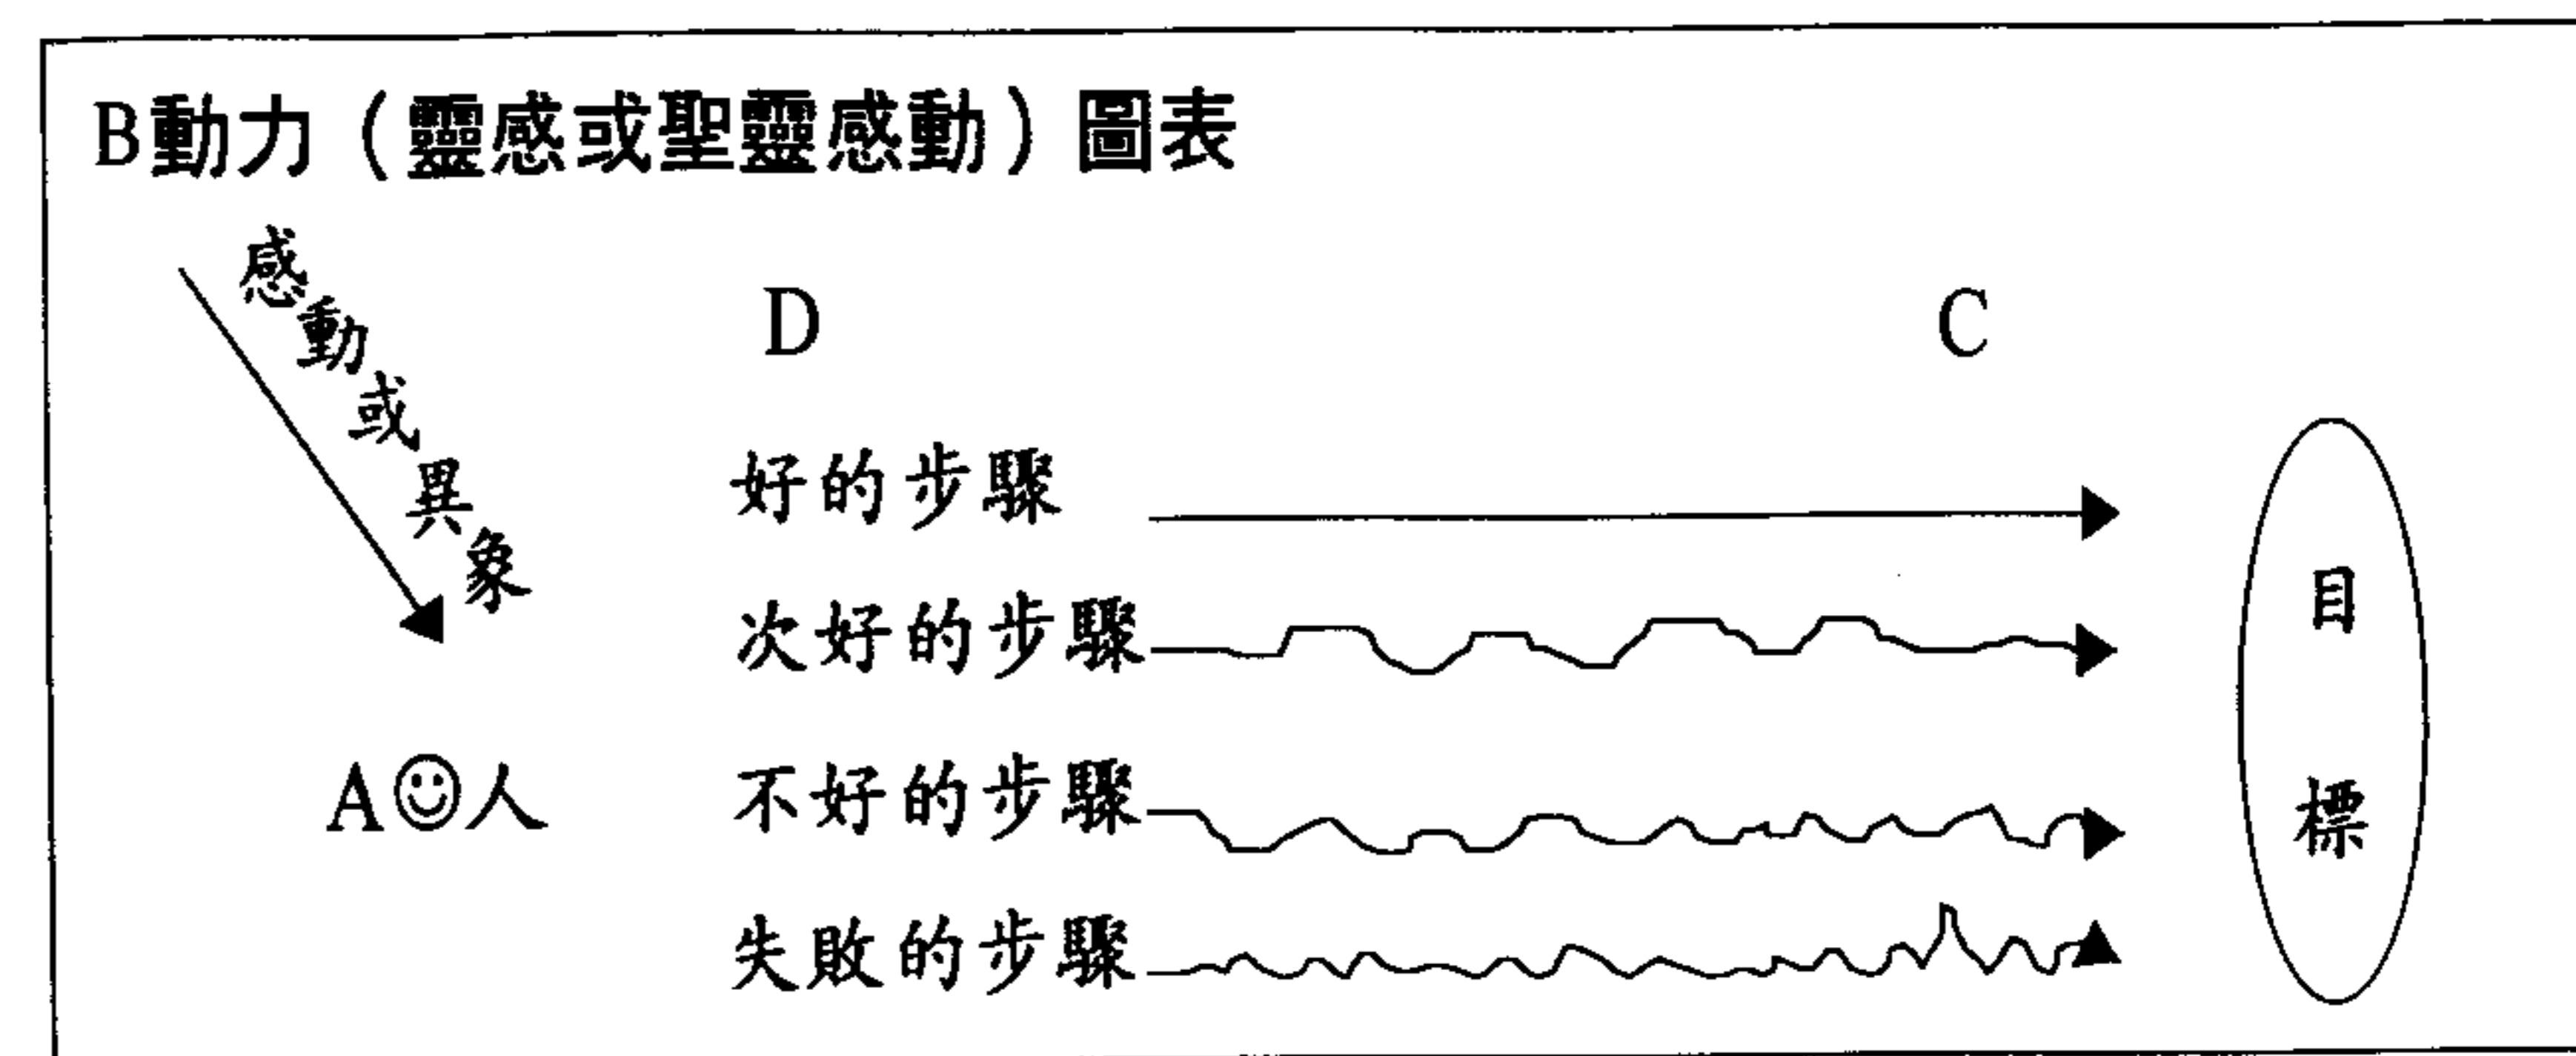 B動力（靈感或聖靈感動）圖表
感動或異象
D
C
好的步驟
次好的步驟
A☺人
不好的步驟
失敗的步驟
目標